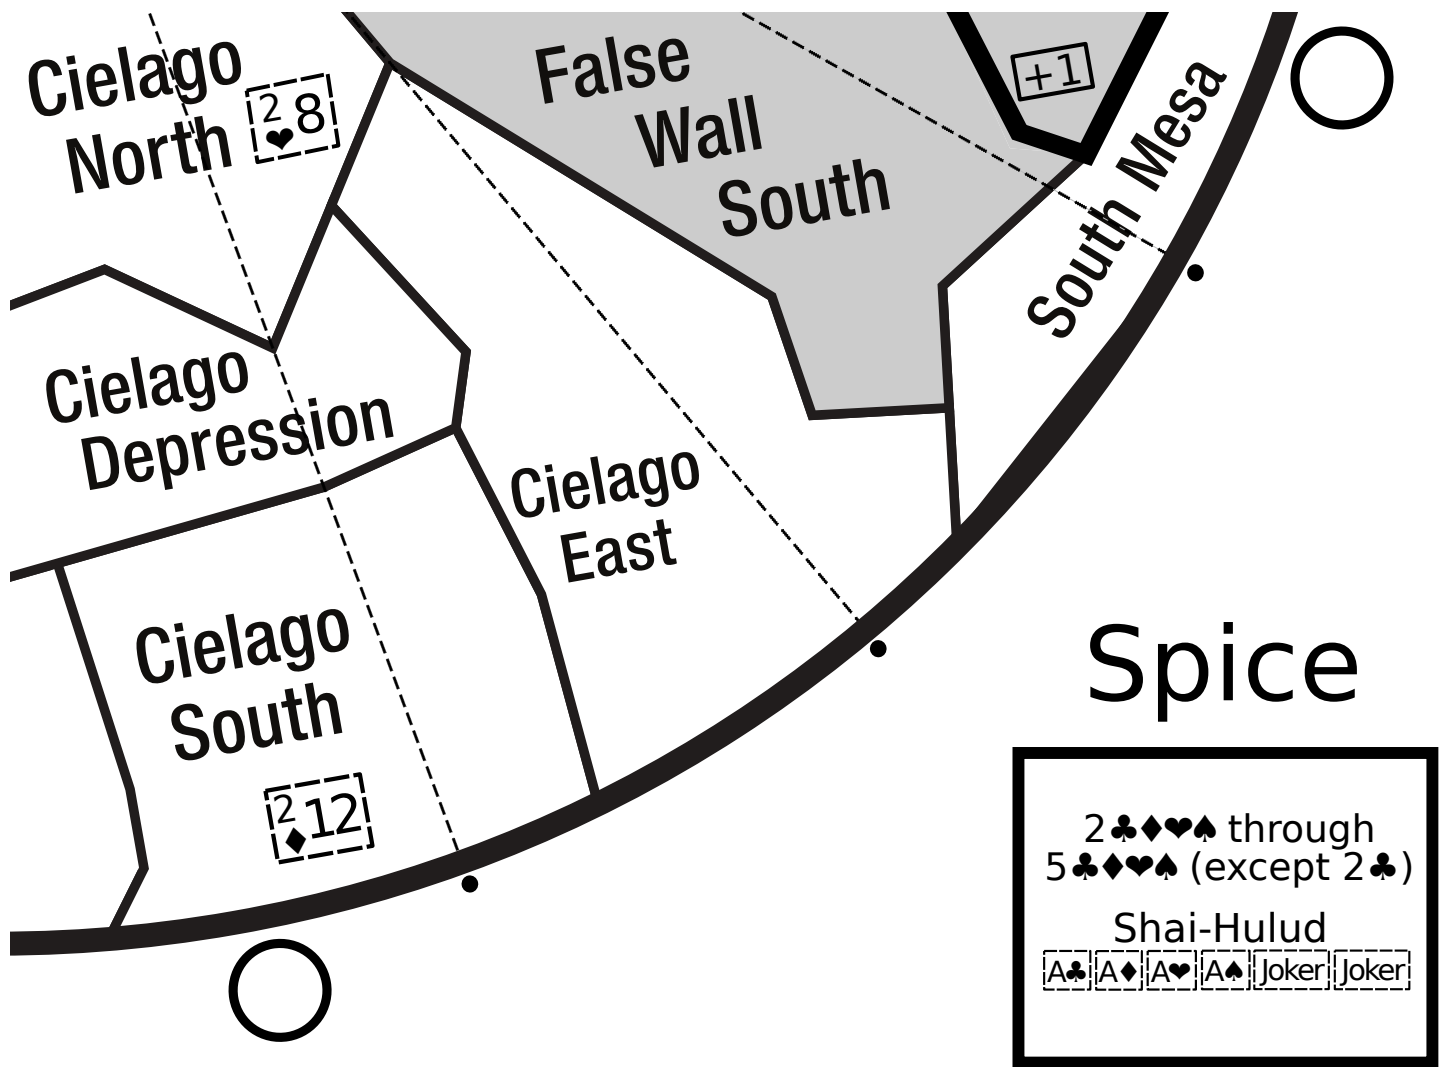 Cielago
North
2♥8
False
Wall
South
+1
South Mesa
Cielago
Depression
Cielago
East
Cielago
South
2♦12
Spice
2♣♦♥♠ through
5♣♦♥♠ (except 2♣)
Shai-Hulud
A♣ A♦ A♥ A♠ Joker Joker